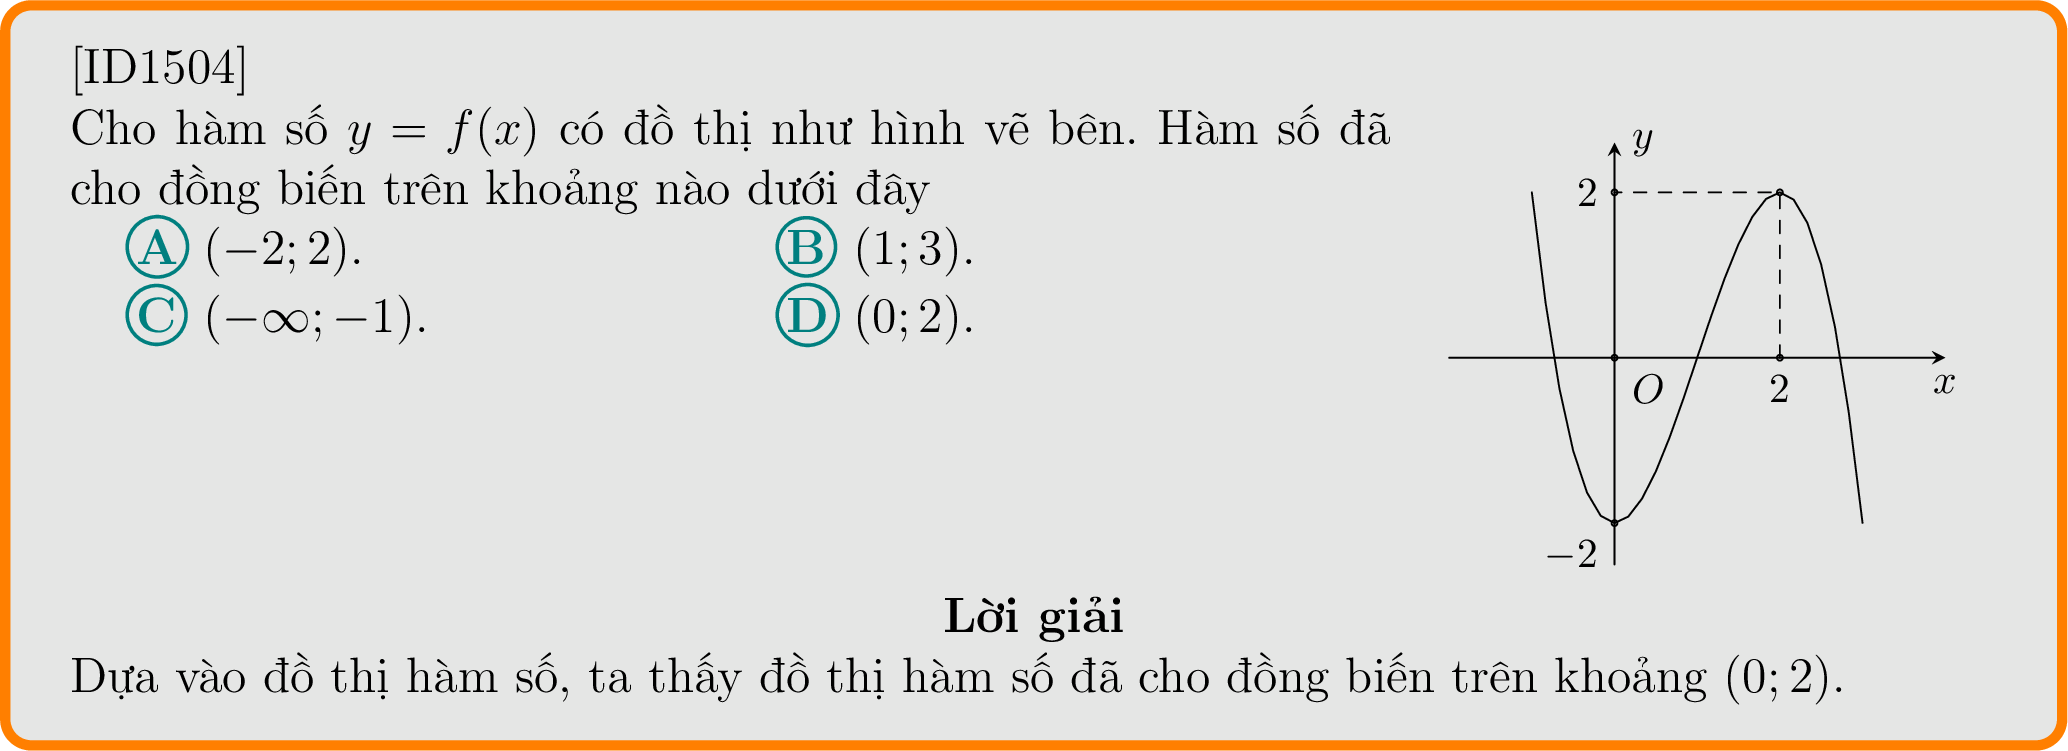 [ID1504]
Cho hàm số y = f(x) có đồ thị như hình vẽ bên. Hàm số đã
cho đồng biến trên khoảng nào dưới đây
A (−2; 2). B (1; 3).
C (−∞; −1). D (0; 2).
y
2
O 2 x
−2
Lời giải
Dựa vào đồ thị hàm số, ta thấy đồ thị hàm số đã cho đồng biến trên khoảng (0; 2).